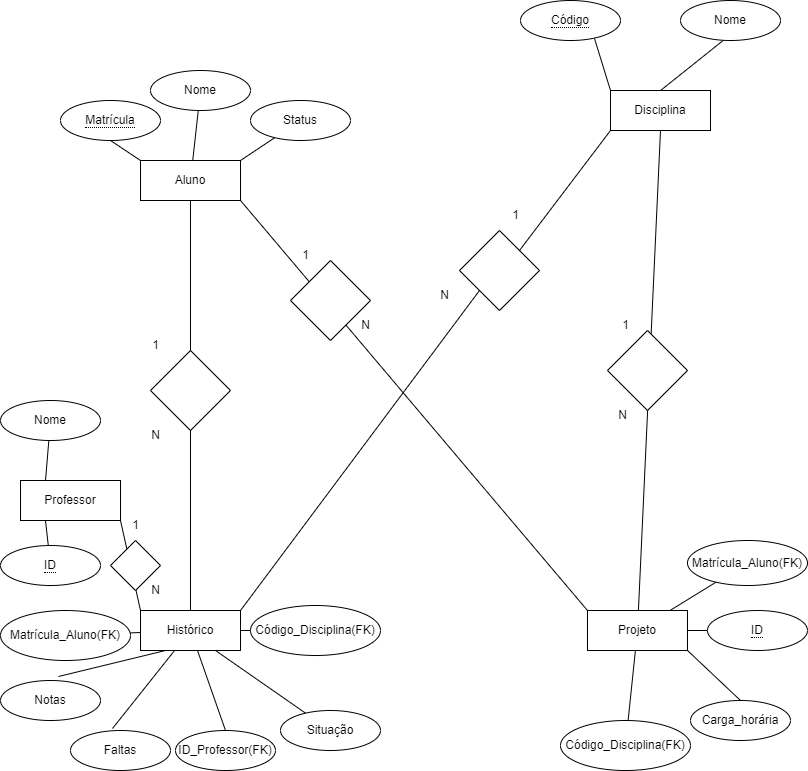 Código
Nome
Disciplina
Nome
Matrícula
Status
Aluno
1
1
N
N
1
1
N
N
Nome
Professor
1
ID
N
Matrícula_Aluno(FK)
Histórico
Código_Disciplina(FK)
Notas
Faltas
ID_Professor(FK)
Situação
Matrícula_Aluno(FK)
Projeto
ID
Carga_horária
Código_Disciplina(FK)